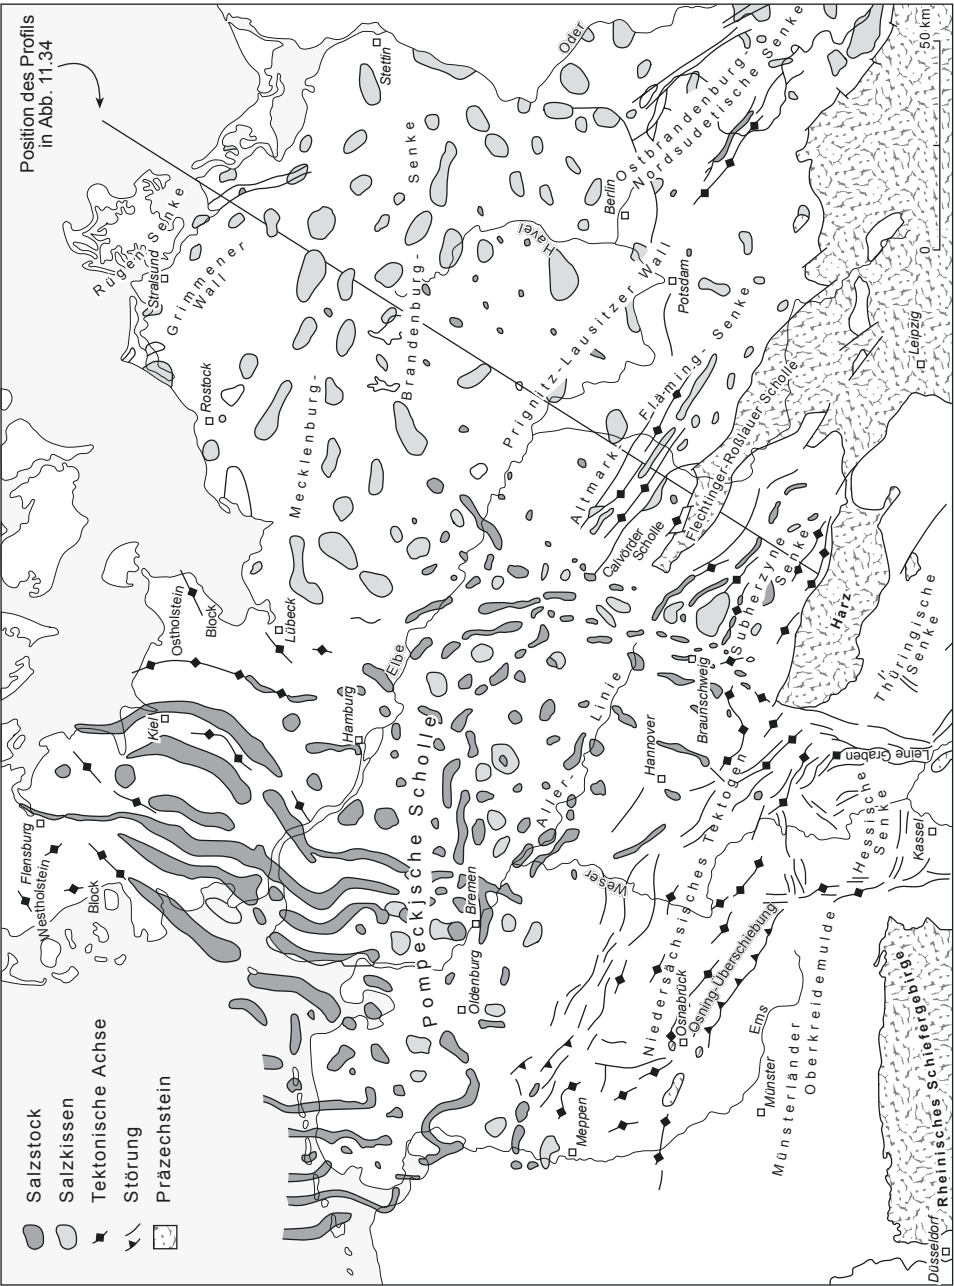 Salzstock
Salzkissen
Tektonische Achse
Störung
Präzechstein
Position des Profils
in Abb. 11.34
Flensburg
Westholstein
Block
Kiel
Ostholstein
Block
Lübeck
Hamburg
Elbe
Rostock
Stralsund
Rügen Senke
Grimmener
Wall
Stettin
Oder
Mecklenburg-
Brandenburg-
Senke
Havel
Berlin
Potsdam
Ostbrandenburg-
Nordsudetische Senke
Prignitz-Lausitzer Wall
Altmark-Fläming-Senke
Calvörder
Scholle
Flechtinger-Roßlauer Scholle
Pompeckjsche Scholle
Oldenburg
Bremen
Aller-Linie
Weser
Hannover
Braunschweig
Subherzyne
Senke
Harz
Leipzig
0
50 km
Meppen
Niedersächsisches Tektogen
Osnabrück
Osning-Überschiebung
Ems
Münster
Münsterländer
Oberkreidemulde
Hessische
Senke
Kassel
Leine Graben
Thüringische
Senke
Düsseldorf
Rheinisches Schiefergebirge